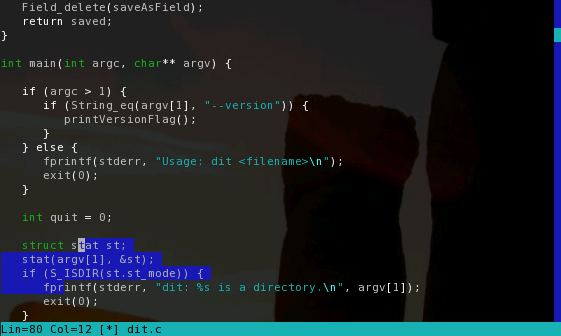 Field_delete(saveAsField);
return saved;
}
int main(int argc, char** argv) {
if (argc > 1) {
if (String_eq(argv[1], "--version")) {
printVersionFlag();
}
} else {
fprintf(stderr, "Usage: dit <filename>\n");
exit(0);
}
int quit = 0;
struct stat st;
stat(argv[1], &st);
if (S_ISDIR(st.st_mode)) {
fprintf(stderr, "dit: %s is a directory.\n", argv[1]);
exit(0);
}
Lin=80 Col=12 [*] dit.c